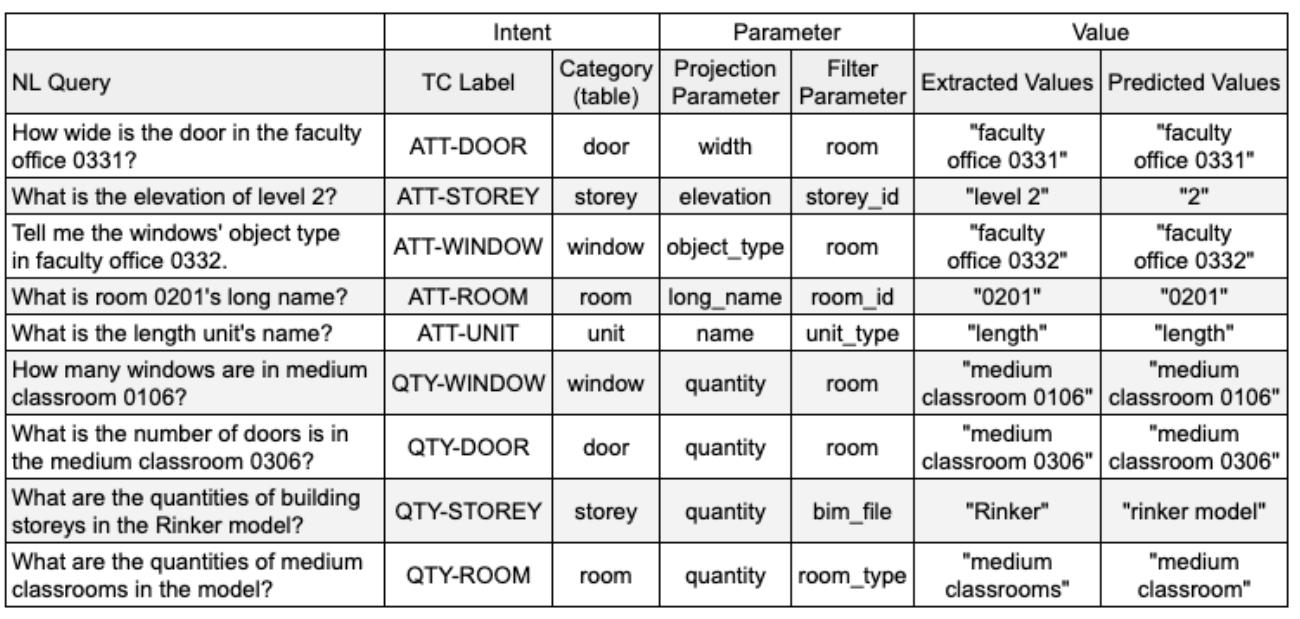 Intent Parameter Value
NL Query TC Label Category (table) Projection Parameter Filter Parameter Extracted Values Predicted Values
How wide is the door in the faculty office 0331? ATT-DOOR door width room "faculty office 0331" "faculty office 0331"
What is the elevation of level 2? ATT-STOREY storey elevation storey_id "level 2" "2"
Tell me the windows' object type in faculty office 0332. ATT-WINDOW window object_type room "faculty office 0332" "faculty office 0332"
What is room 0201's long name? ATT-ROOM room long_name room_id "0201" "0201"
What is the length unit's name? ATT-UNIT unit name unit_type "length" "length"
How many windows are in medium classroom 0106? QTY-WINDOW window quantity room "medium classroom 0106" "medium classroom 0106"
What is the number of doors is in the medium classroom 0306? QTY-DOOR door quantity room "medium classroom 0306" "medium classroom 0306"
What are the quantities of building storeys in the Rinker model? QTY-STOREY storey quantity bim_file "Rinker" "rinker model"
What are the quantities of medium classrooms in the model? QTY-ROOM room quantity room_type "medium classrooms" "medium classroom"